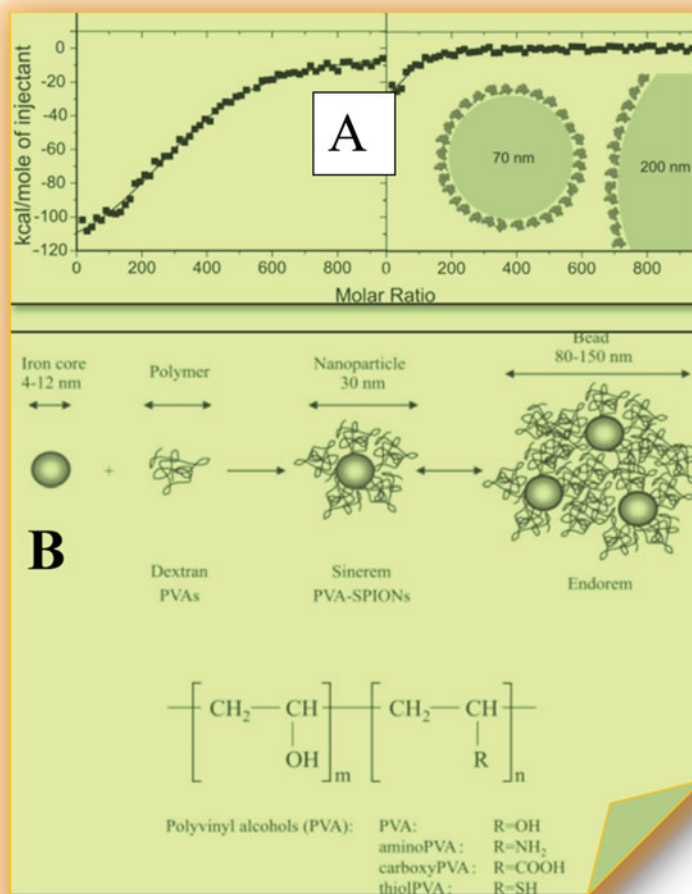 0
-20
-40
-60
-80
-100
-120
kcal/mole of injectant
A
70 nm
200 nm
0 200 400 600 800 0 200 400 600 800
Molar Ratio
Iron core
4-12 nm
Polymer
Nanoparticle
30 nm
Bead
80-150 nm
+
B
Dextran
PVAs
Sinerem
PVA-SPIONs
Endorem
CH₂ CH CH₂ CH
OH m R n
Polyvinyl alcohols (PVA): PVA: R=OH
aminoPVA: R=NH₂
carboxyPVA: R=COOH
thiolPVA: R=SH